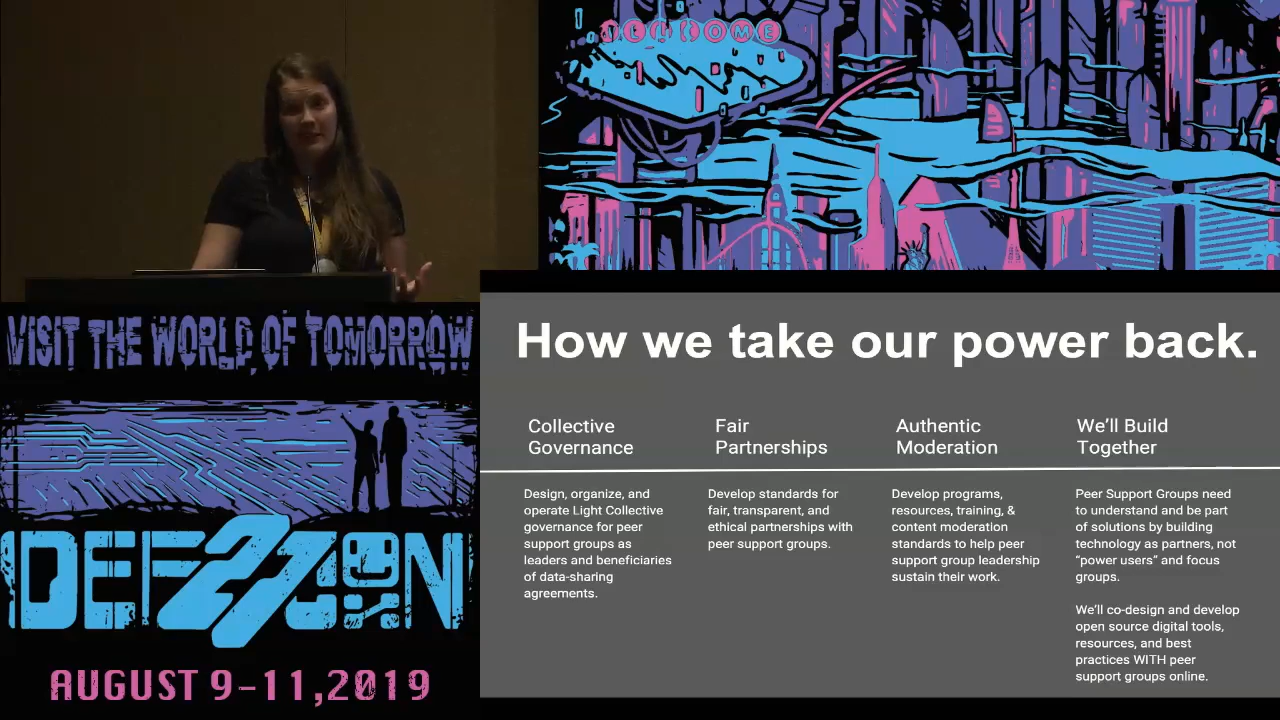 WELCOME
VISIT THE WORLD OF TOMORROW
DEF CON
27
AUGUST 9-11,2019
How we take our power back.
Collective
Governance
Design, organize, and
operate Light Collective
governance for peer
support groups as
leaders and beneficiaries
of data-sharing
agreements.
Fair
Partnerships
Develop standards for
fair, transparent, and
ethical partnerships with
peer support groups.
Authentic
Moderation
Develop programs,
resources, training, &
content moderation
standards to help peer
support group leadership
sustain their work.
We’ll Build
Together
Peer Support Groups need
to understand and be part
of solutions by building
technology as partners, not
“power users” and focus
groups.
We’ll co-design and develop
open source digital tools,
resources, and best
practices WITH peer
support groups online.